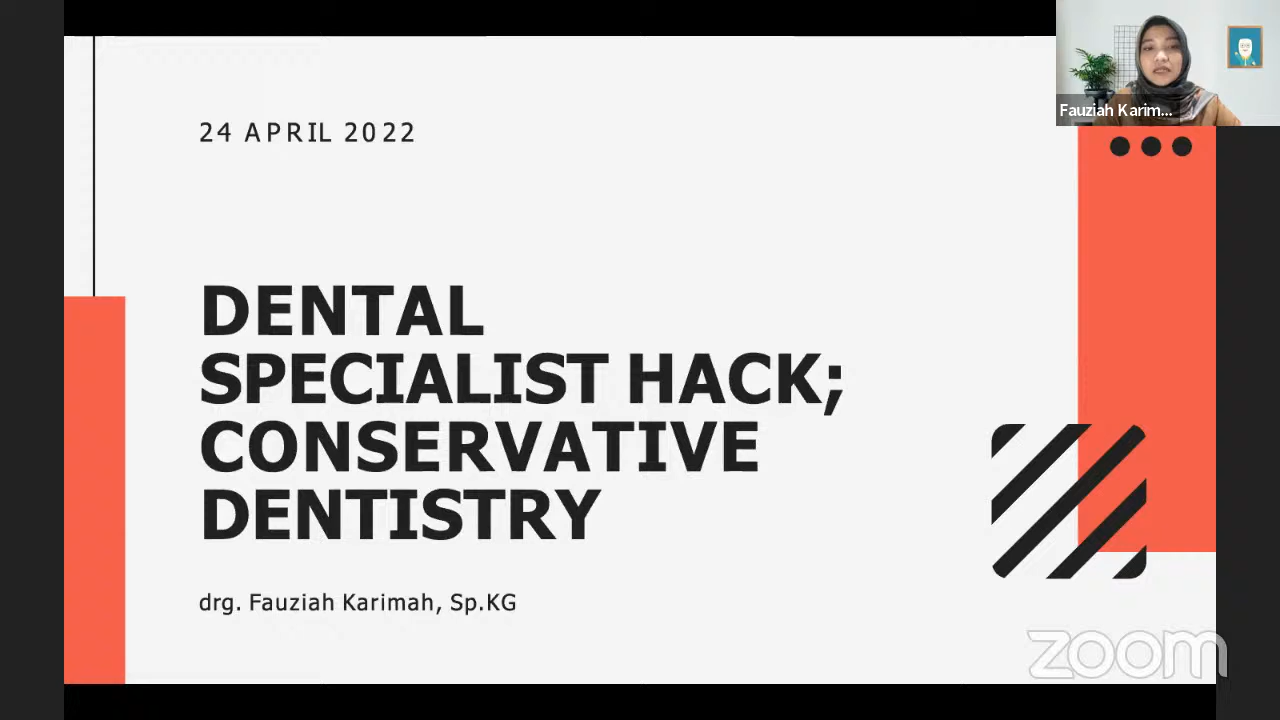 Fauziah Karim...
24 APRIL 2022
DENTAL
SPECIALIST HACK;
CONSERVATIVE
DENTISTRY
drg. Fauziah Karimah, Sp.KG
zoom